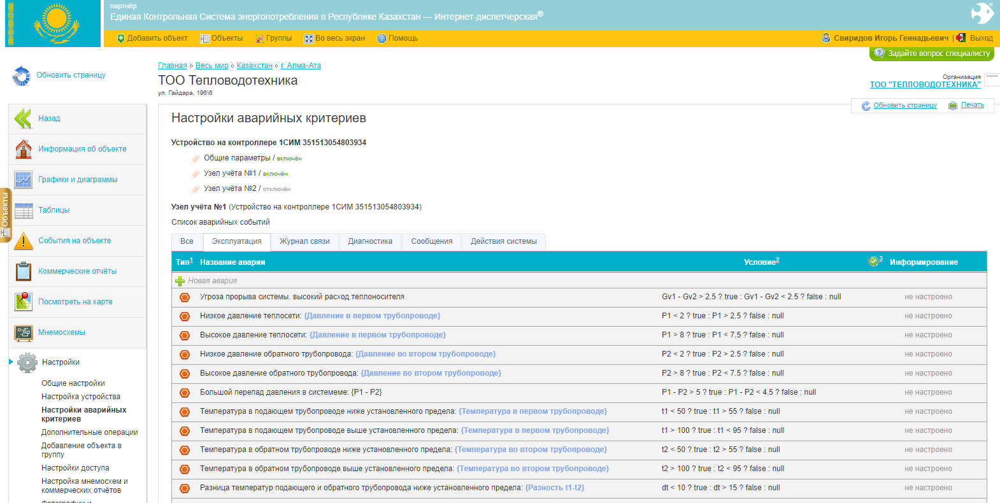 партнёр
Единая Контрольная Система энергопотребления в Республике Казахстан — Интернет-диспетчерская®
Добавить объект Объекты Группы Во весь экран Помощь
Свиридов Игорь Геннадьевич | Выход
Задайте вопрос специалисту
Обновить страницу
Главная Весь мир Казахстан г. Алма-Ата
ТОО Тепловодотехника
ул. Гайдара, 196\6
Организация
ТОО "ТЕПЛОВОДОТЕХНИКА"
Обновить страницу Печать
Объекты
Назад
Информация об объекте
Графики и диаграммы
Таблицы
События на объекте
Коммерческие отчёты
Посмотреть на карте
Мнемосхемы
Настройки
Общие настройки
Настройка устройства
Настройки аварийных
критериев
Дополнительные операции
Добавление объекта в
группу
Настройки доступа
Настройка мнемосхем и
коммерческих отчётов
Настройки аварийных критериев
Устройство на контроллере 1СИМ 351513054803934
Общие параметры / включён
Узел учёта №1 / включен
Узел учёта №2 / отключён
Узел учёта №1 (Устройство на контроллере 1СИМ 351513054803934)
Список аварийных событий
Все Эксплуатация Журнал связи Диагностика Сообщения Действия системы
Тип1 Название аварии Условие2 3 Информирование
Новая авария
Угроза прорыва системы. высокий расход теплоносителя Gv1 - Gv2 > 2.5 ? true : Gv1 - Gv2 < 2.5 ? false : null не настроено
Низкое давление теплосети: {Давление в первом трубопроводе} P1 < 2 ? true : P1 > 2.5 ? false : null не настроено
Высокое давление теплосети: {Давление в первом трубопроводе} P1 > 8 ? true : P1 < 7.5 ? false : null не настроено
Низкое давление обратного трубопровода: {Давление во втором трубопроводе} P2 < 2 ? true : P2 > 2.5 ? false : null не настроено
Высокое давление обратного трубопровода: {Давление во втором трубопроводе} P2 > 8 ? true : P2 < 7.5 ? false : null не настроено
Большой перепад давления в системеме: {P1 - P2} P1 - P2 > 5 ? true : P1 - P2 < 4.5 ? false : null не настроено
Температура в подающем трубопроводе ниже установленного предела: {Температура в первом трубопроводе} t1 < 50 ? true : t1 > 55 ? false : null не настроено
Температура в подающем трубопроводе выше установленного предела: {Температура в первом трубопроводе} t1 > 100 ? true : t1 < 95 ? false : null не настроено
Температура в обратном трубопроводе ниже установленного предела: {Температура во втором трубопроводе} t2 < 50 ? true : t2 > 55 ? false : null не настроено
Температура в обратном трубопроводе выше установленного предела: {Температура во втором трубопроводе} t2 > 100 ? true : t2 < 95 ? false : null не настроено
Разница температур подающего и обратного трубопровода ниже установленного предела: {Разность t1-t2} dt < 10 ? true : dt > 15 ? false : null не настроено